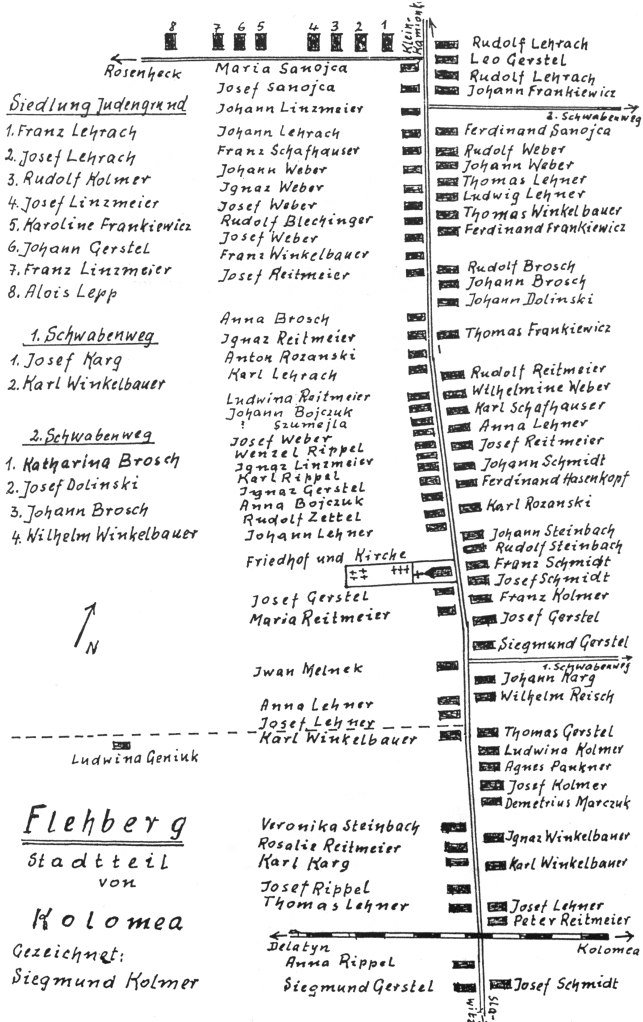 8 7 6 5 4 3 2 1
Klein-
Kamionki
Rosenheck
Rudolf Lehrach
Leo Gerstel
Rudolf Lehrach
Johann Frankiewicz
2. Schwabenweg
Ferdinand Sanojca
Rudolf Weber
Johann Weber
Thomas Lehner
Ludwig Lehner
Thomas Winkelbauer
Ferdinand Frankiewicz
Rudolf Brosch
Johann Brosch
Johann Dolinski
Thomas Frankiewicz
Rudolf Reitmeier
Wilhelmine Weber
Karl Schafhauser
Anna Lehner
Josef Reitmeier
Johann Schmidt
Ferdinand Hasenkopf
Karl Rozanski
Johann Steinbach
Rudolf Steinbach
Franz Schmidt
Josef Schmidt
Franz Kolmer
Josef Gerstel
Siegmund Gerstel
1. Schwabenweg
Johann Karg
Wilhelm Reisch
Thomas Gerstel
Ludwina Kolmer
Agnes Paukner
Josef Kolmer
Demetrius Marczuk
Ignaz Winkelbauer
Karl Winkelbauer
Josef Lehner
Peter Reitmeier
Kolomea
Josef Schmidt
Maria Sanojca
Josef Sanojca
Johann Linzmeier
Johann Lehrach
Franz Schafhauser
Johann Weber
Ignaz Weber
Josef Weber
Rudolf Blechinger
Josef Weber
Franz Winkelbauer
Josef Reitmeier
Anna Brosch
Ignaz Reitmeier
Anton Rozanski
Karl Lehrach
Ludwina Reitmeier
Johann Bojczuk
! Szumejla
Josef Weber
Wenzel Rippel
Ignaz Linzmeier
Karl Rippel
Ignaz Gerstel
Anna Bojczuk
Rudolf Zettel
Johann Lehner
Friedhof und Kirche
Josef Gerstel
Maria Reitmeier
Iwan Melnek
Anna Lehner
Josef Lehner
Karl Winkelbauer
Veronika Steinbach
Rosalie Reitmeier
Karl Karg
Josef Rippel
Thomas Lehner
Delatyn
Anna Rippel
Siegmund Gerstel
Siedlung Judengrund
1. Franz Lehrach
2. Josef Lehrach
3. Rudolf Kolmer
4. Josef Linzmeier
5. Karoline Frankiewicz
6. Johann Gerstel
7. Franz Linzmeier
8. Alois Lepp
1. Schwabenweg
1. Josef Karg
2. Karl Winkelbauer
2. Schwabenweg
1. Katharina Brosch
2. Josef Dolinski
3. Johann Brosch
4. Wilhelm Winkelbauer
N
Ludwina Geniuk
Flehberg
Stadtteil
von
Kolomea
Gezeichnet:
Siegmund Kolmer